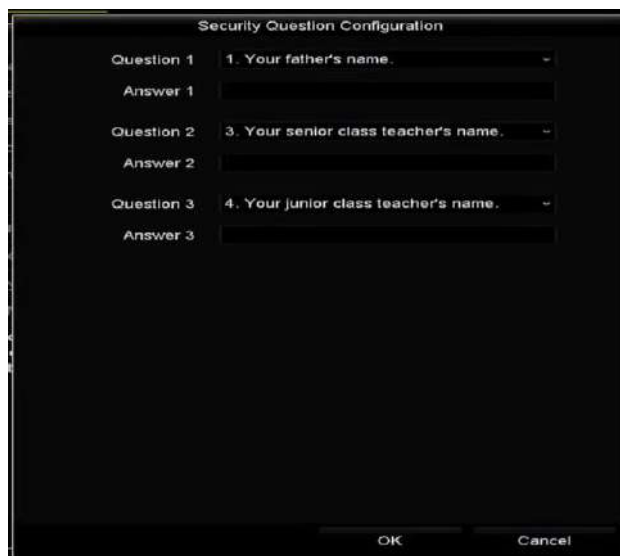 Security Question Configuration
Question 1 1. Your father's name.
Answer 1
Question 2 3. Your senior class teacher's name.
Answer 2
Question 3 4. Your junior class teacher's name.
Answer 3
OK Cancel